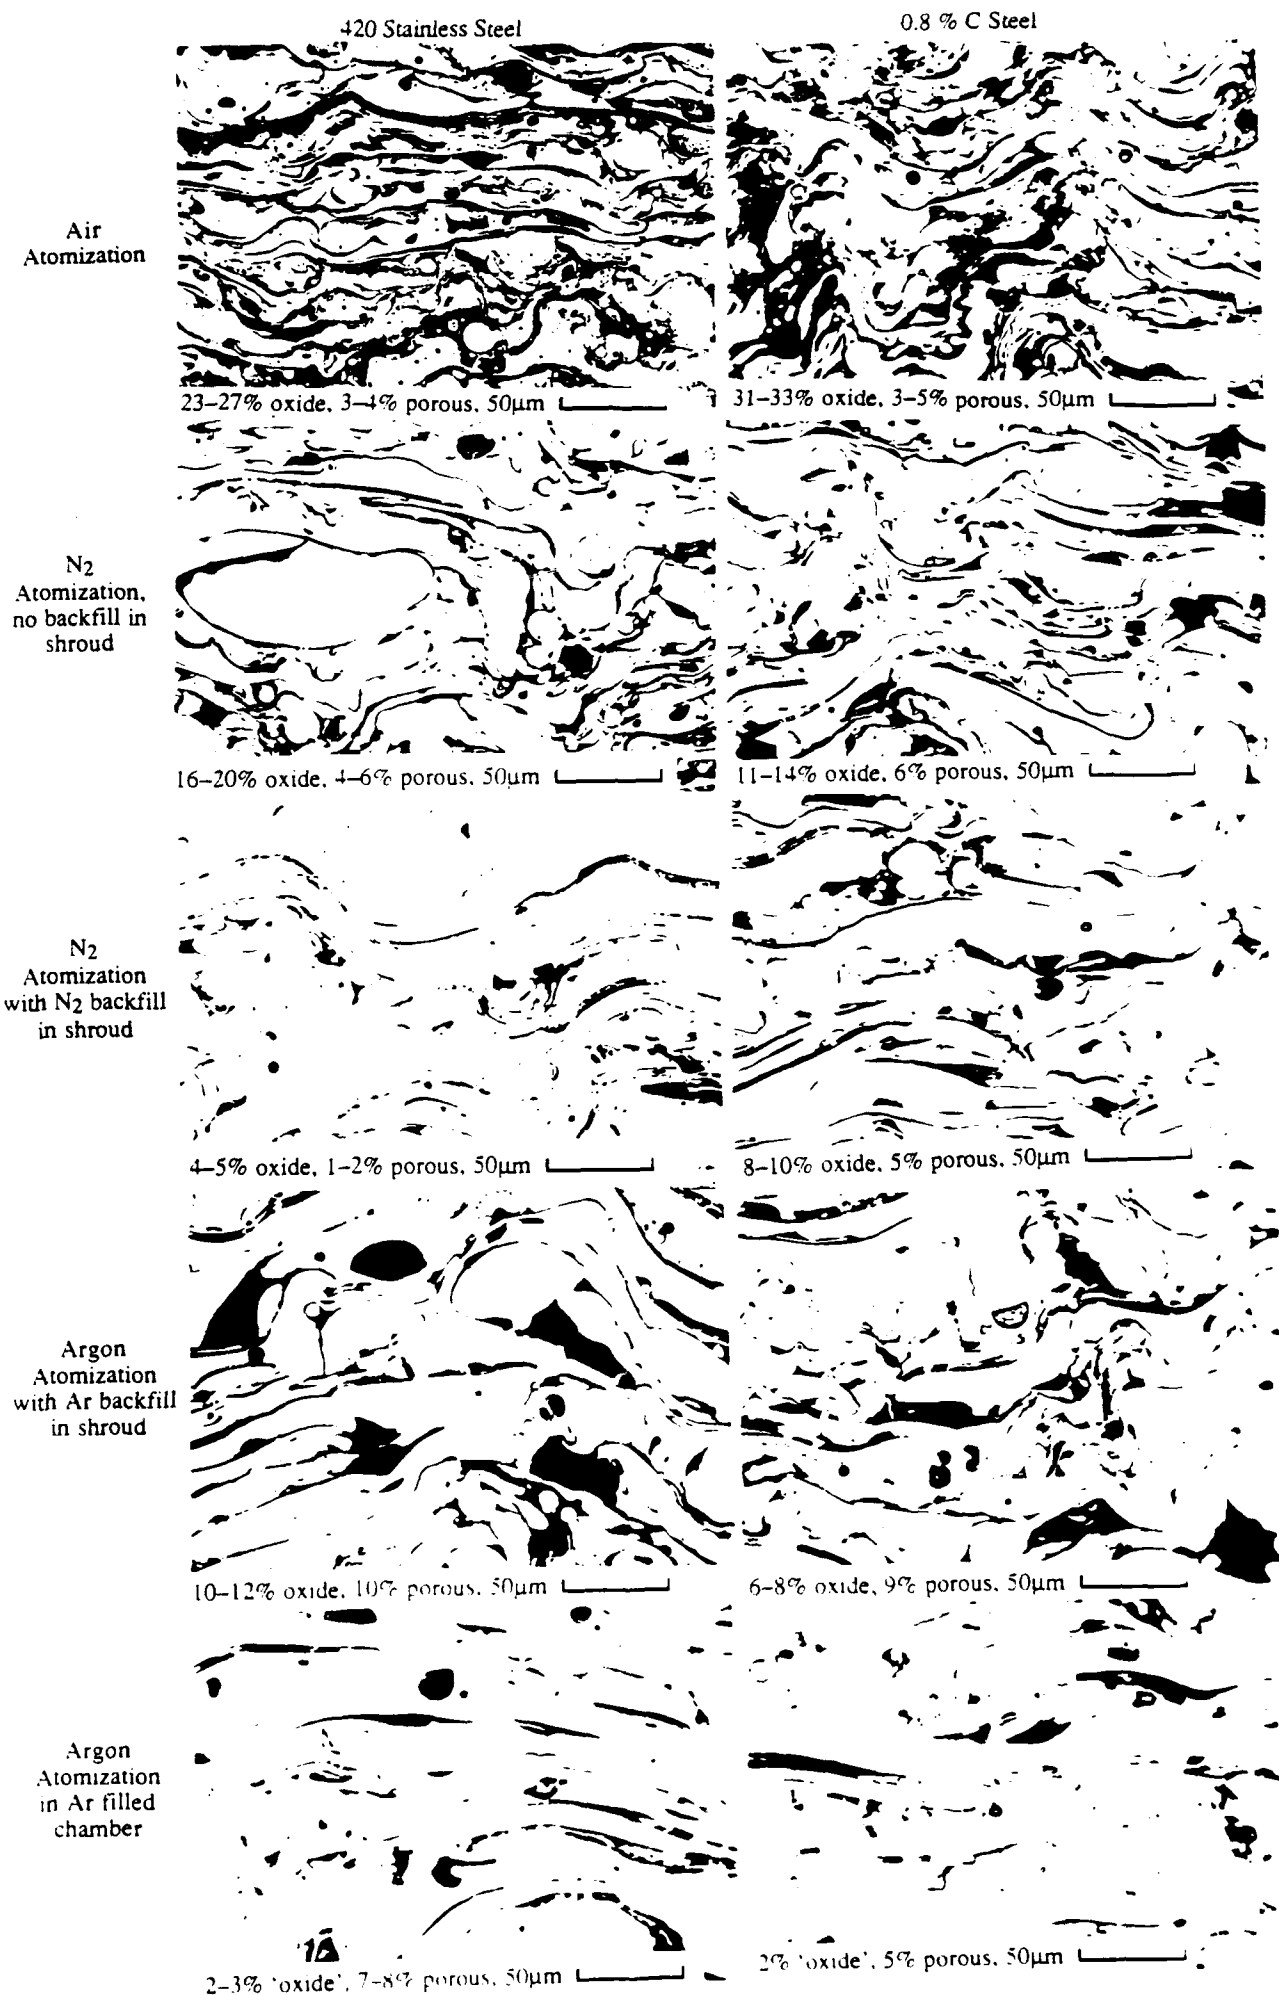 420 Stainless Steel
0.8 % C Steel
Air
Atomization
23–27% oxide, 3–4% porous, 50µm
31–33% oxide, 3–5% porous, 50µm
N2
Atomization,
no backfill in
shroud
16–20% oxide, 4–6% porous, 50µm
11–14% oxide, 6% porous, 50µm
N2
Atomization
with N2 backfill
in shroud
4–5% oxide, 1–2% porous, 50µm
8–10% oxide, 5% porous, 50µm
Argon
Atomization
with Ar backfill
in shroud
10–12% oxide, 10% porous, 50µm
6–8% oxide, 9% porous, 50µm
Argon
Atomization
in Ar filled
chamber
2–3% 'oxide', 7–8% porous, 50µm
2% 'oxide', 5% porous, 50µm